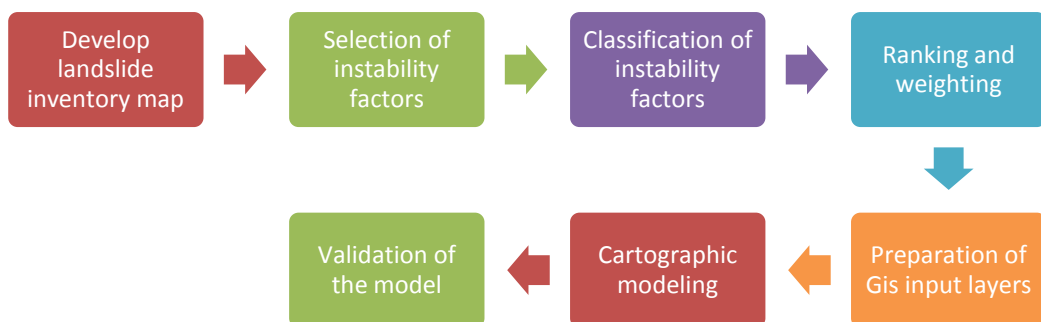 Develop
landslide
inventory map
Selection of
instability
factors
Classification of
instability
factors
Ranking and
weighting
Preparation of
Gis input layers
Cartographic
modeling
Validation of
the model